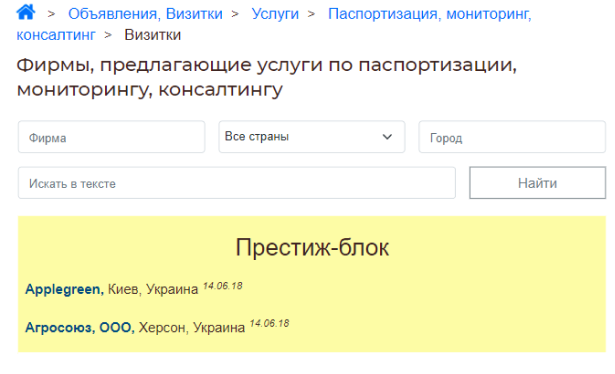 > Объявления, Визитки > Услуги > Паспортизация, мониторинг,
консалтинг > Визитки
Фирмы, предлагающие услуги по паспортизации,
мониторингу, консалтингу
Фирма Все страны Город
Искать в тексте Найти
Престиж-блок
Applegreen, Киев, Украина 14.06.18
Агросоюз, ООО, Херсон, Украина 14.06.18